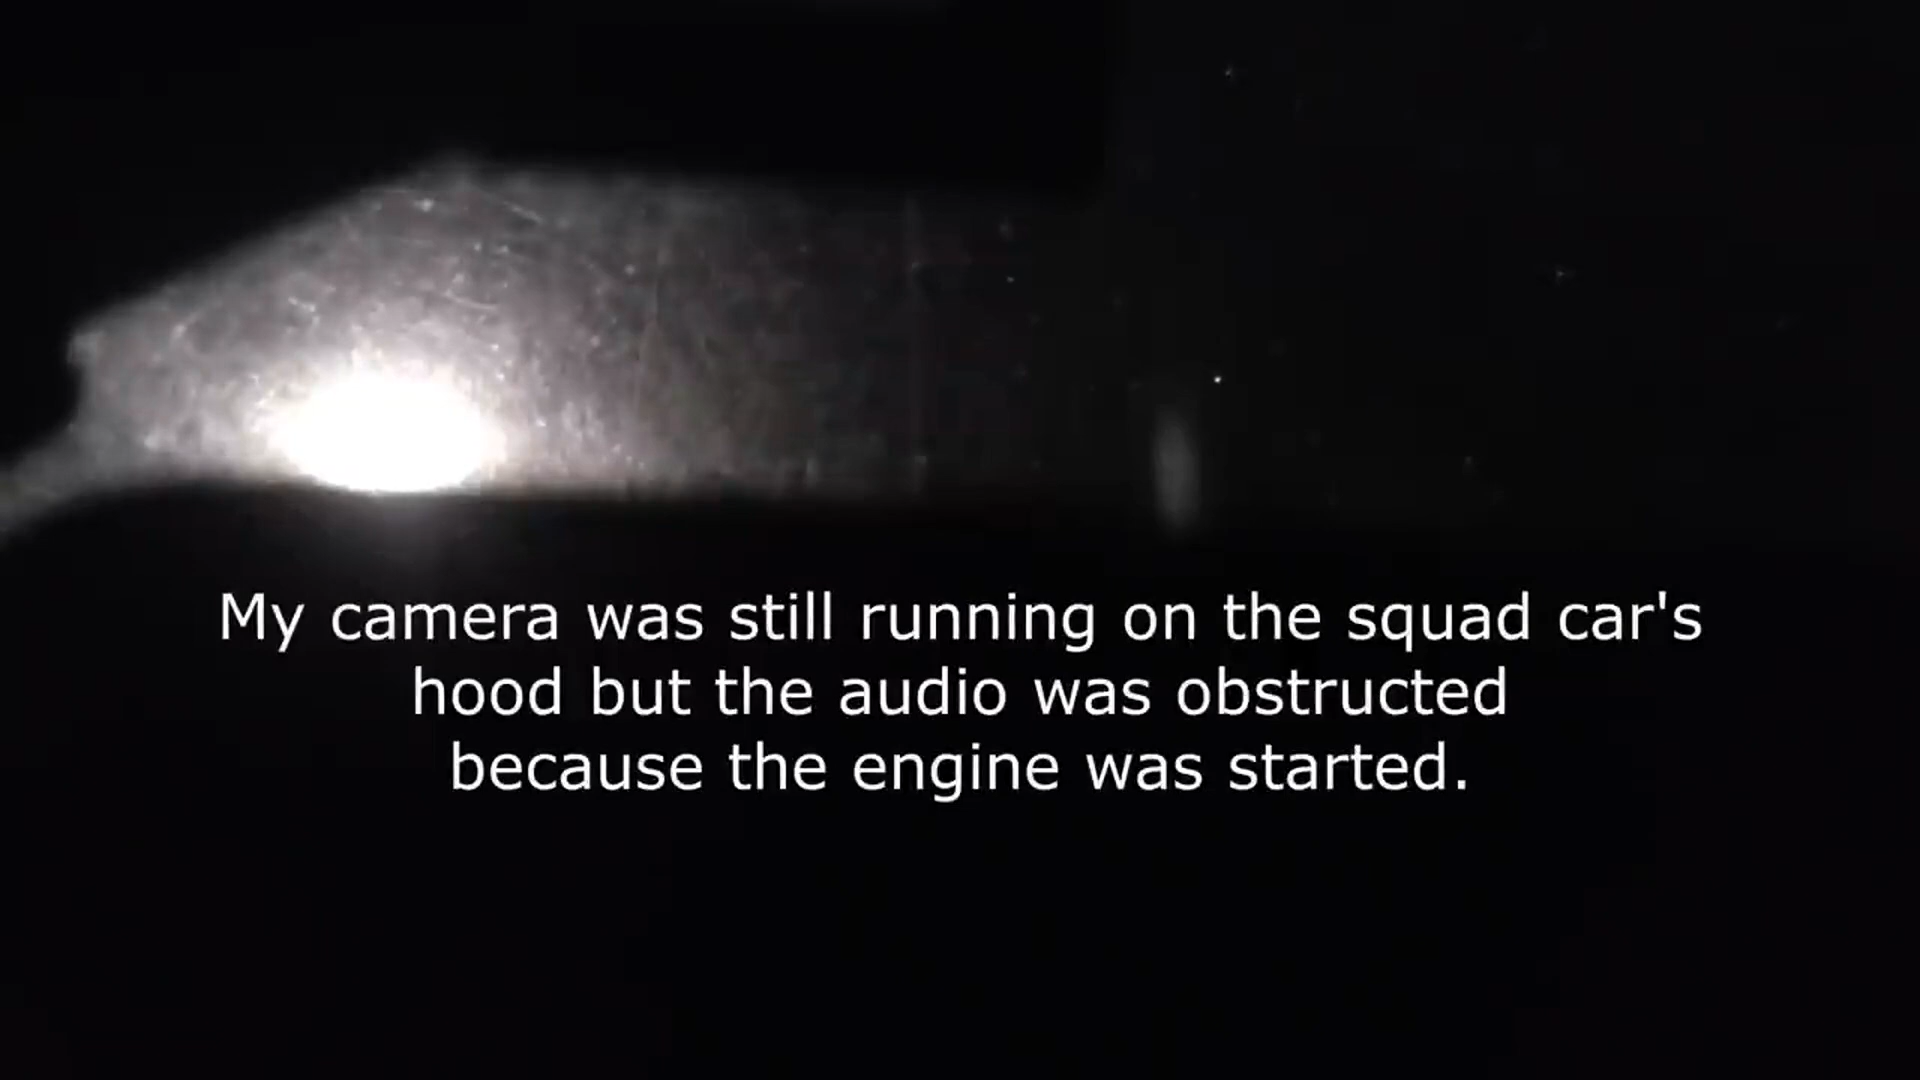 My camera was still running on the squad car's
hood but the audio was obstructed
because the engine was started.